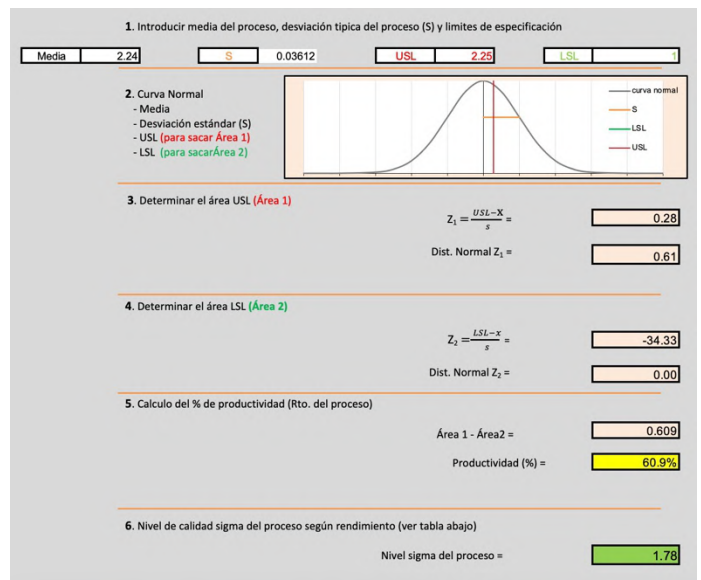 1. Introducir media del proceso, desviación tipica del proceso (S) y limites de especificación
Media 2.24 S 0.03612 USL 2.25 LSL 1
2. Curva Normal
- Media
- Desviación estándar (S)
- USL (para sacar Área 1)
- LSL (para sacarÁrea 2)
curva normal
S
LSL
USL
3. Determinar el área USL (Área 1)
Z₁ = USL−X / s = 0.28
Dist. Normal Z₁ = 0.61
4. Determinar el área LSL (Área 2)
Z₂ = LSL−x / s = -34.33
Dist. Normal Z₂ = 0.00
5. Calculo del % de productividad (Rto. del proceso)
Área 1 - Área2 = 0.609
Productividad (%) = 60.9%
6. Nivel de calidad sigma del proceso según rendimiento (ver tabla abajo)
Nivel sigma del proceso = 1.78